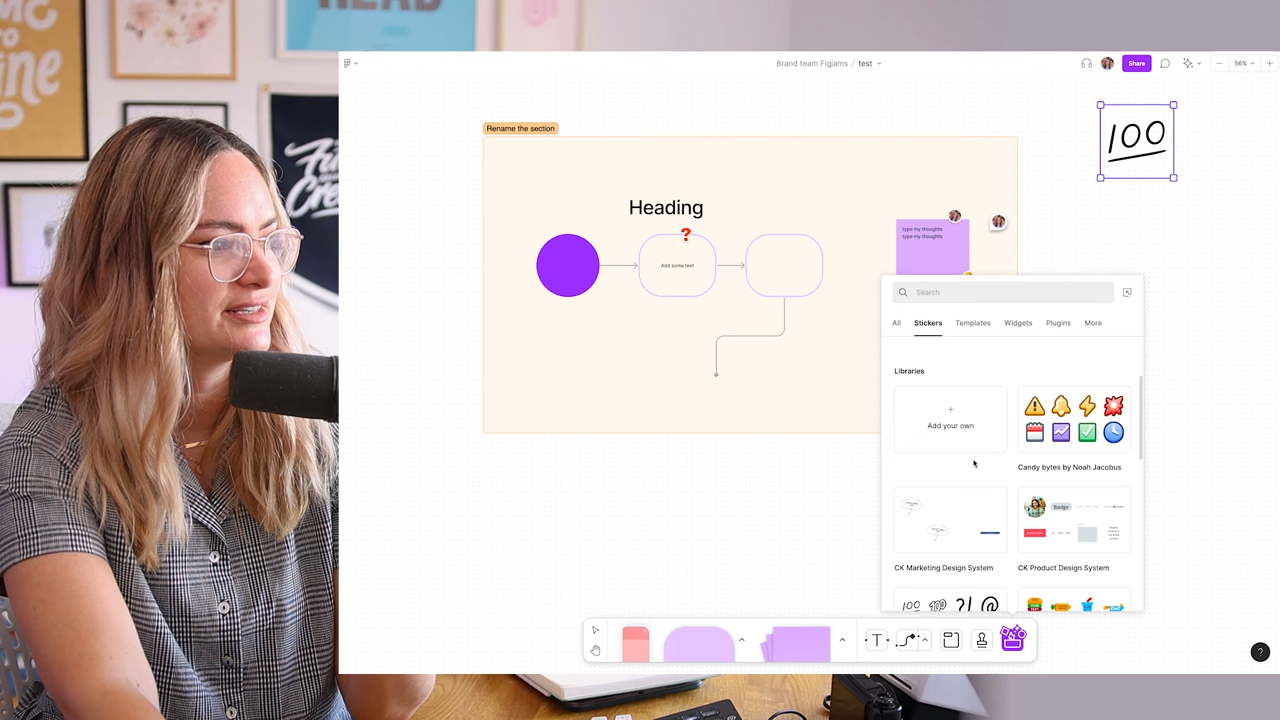 HEAD
Brand team Figjams / test
Share
56%
Rename the section
100
Heading
?
Add some text
type my thoughts
type my thoughts
Search
All Stickers Templates Widgets Plugins More
Libraries
+
Add your own
Candy bytes by Noah Jacobus
Badge
CK Marketing Design System
CK Product Design System
100 100 ?! @
T
?